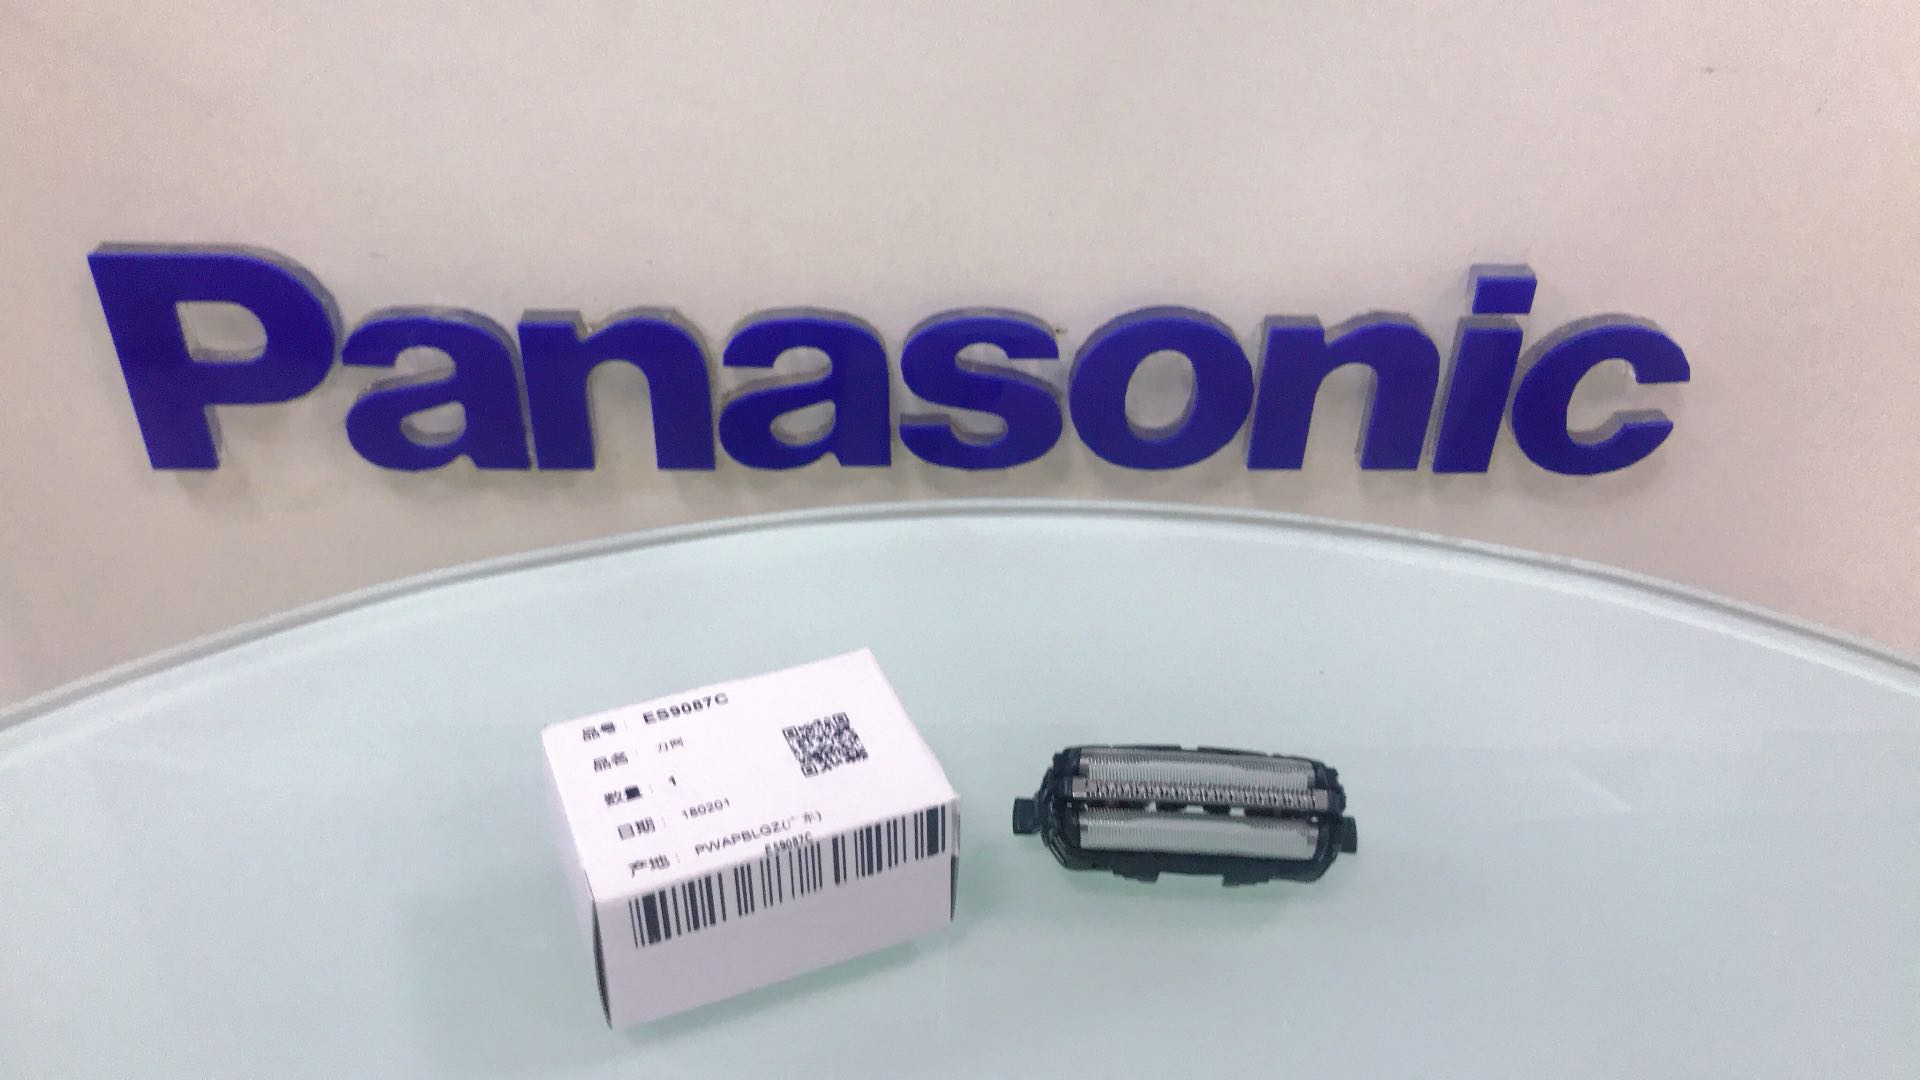 Panasonic
品号： ES9087C
品名： 刀网
数量： 1
日期： 180201
产地： PWAPBLGZ(广东)
ES9087C